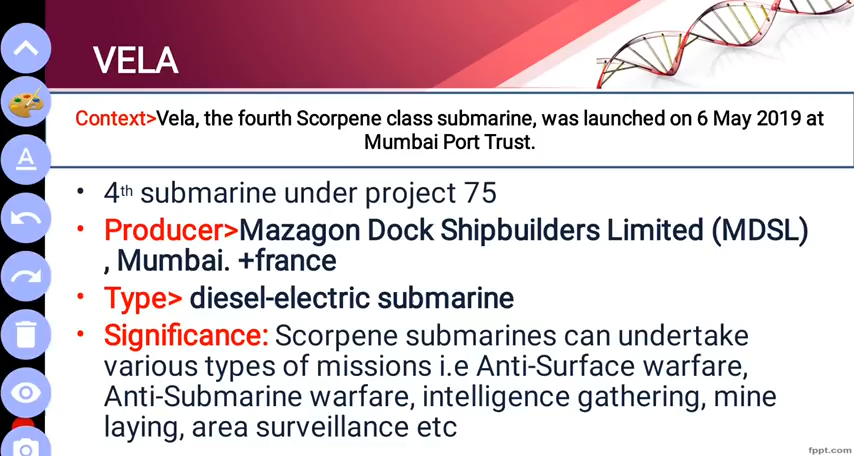 VELA
Context>Vela, the fourth Scorpene class submarine, was launched on 6 May 2019 at
Mumbai Port Trust.
• 4th submarine under project 75
• Producer>Mazagon Dock Shipbuilders Limited (MDSL)
, Mumbai. +france
• Type> diesel-electric submarine
• Significance: Scorpene submarines can undertake
various types of missions i.e Anti-Surface warfare,
Anti-Submarine warfare, intelligence gathering, mine
laying, area surveillance etc
A
fppt.com